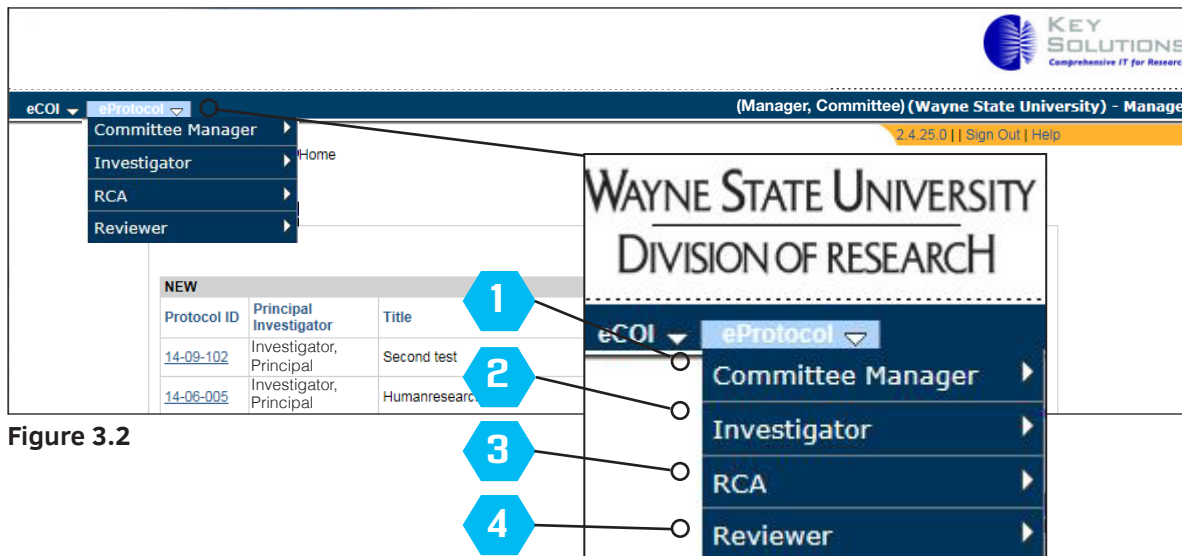 KEY
SOLUTIONS
Comprehensive IT for Research
eCOI eProtocol (Manager, Committee) (Wayne State University) - Manage
2.4.25.0 | | Sign Out | Help
Committee Manager
Investigator
RCA
Reviewer
Home
NEW
Protocol ID Principal Investigator Title
14-09-102 Investigator, Principal Second test
14-06-005 Investigator, Principal Humanresearc
Figure 3.2
WAYNE STATE UNIVERSITY
DIVISION OF RESEARCH
eCOI eProtocol
1 Committee Manager
2 Investigator
3 RCA
4 Reviewer